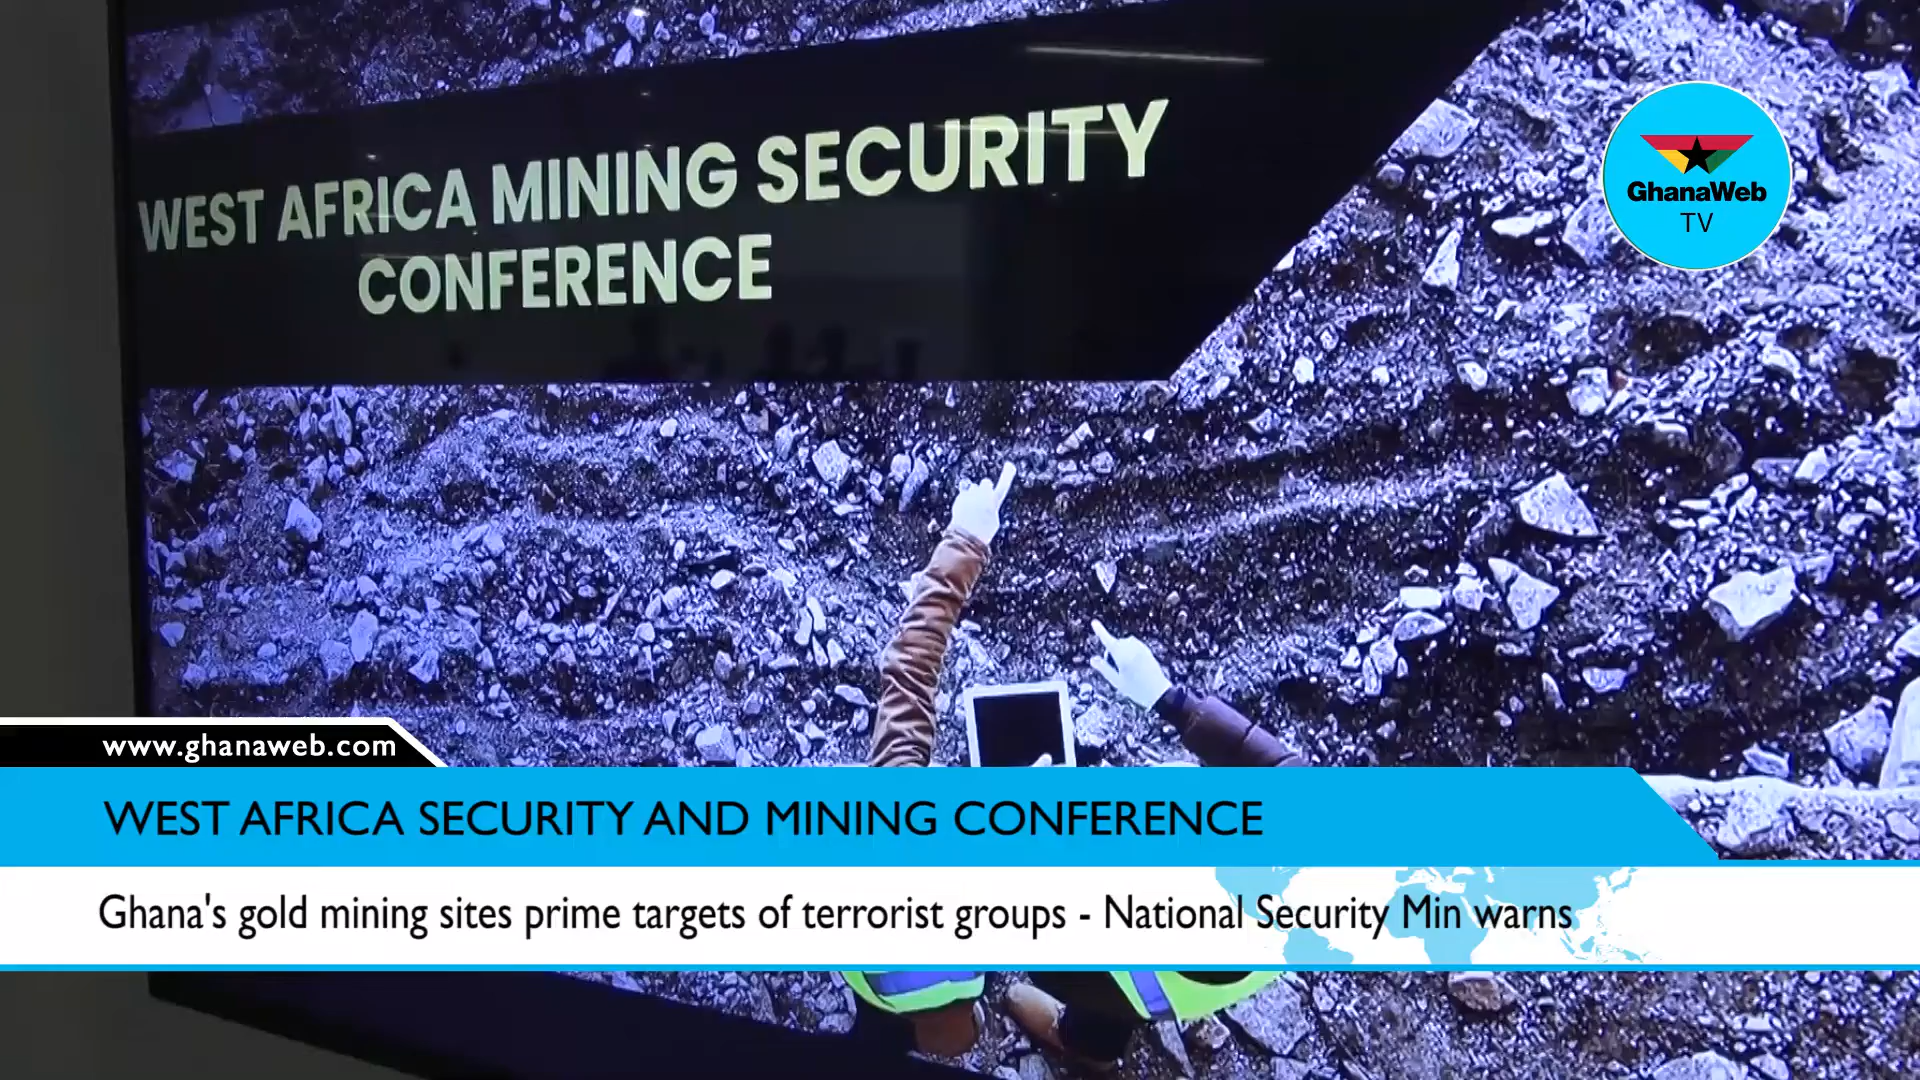 WEST AFRICA MINING SECURITY
CONFERENCE
GhanaWeb
TV
www.ghanaweb.com
WEST AFRICA SECURITY AND MINING CONFERENCE
Ghana's gold mining sites prime targets of terrorist groups - National Security Min warns